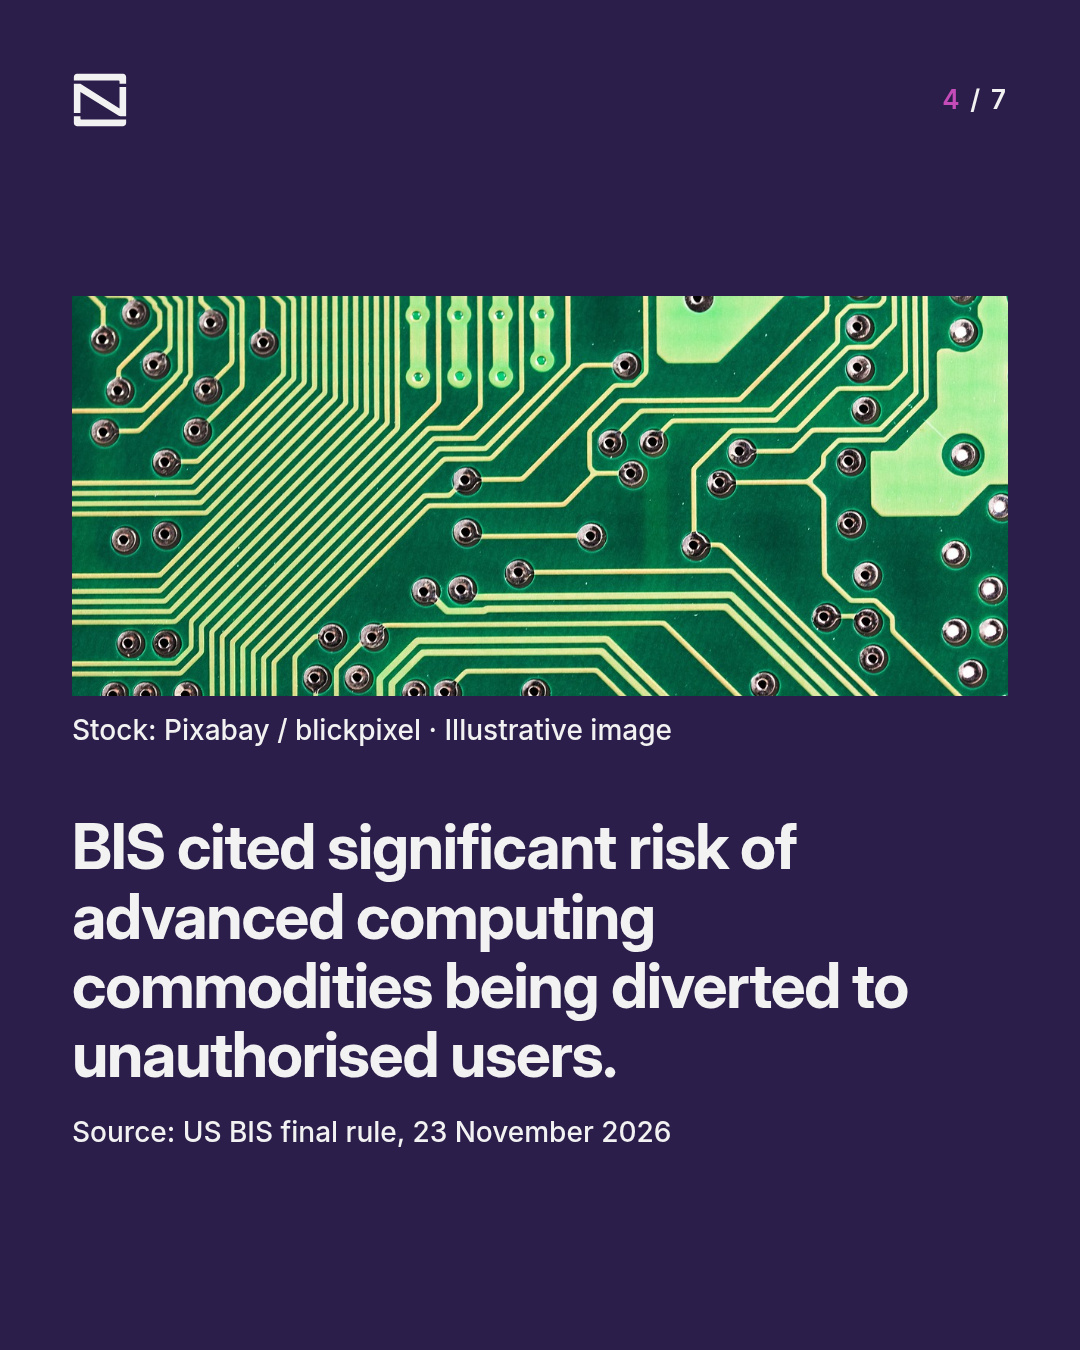 4 / 7
Stock: Pixabay / blickpixel · Illustrative image
BIS cited significant risk of
advanced computing
commodities being diverted to
unauthorised users.
Source: US BIS final rule, 23 November 2026